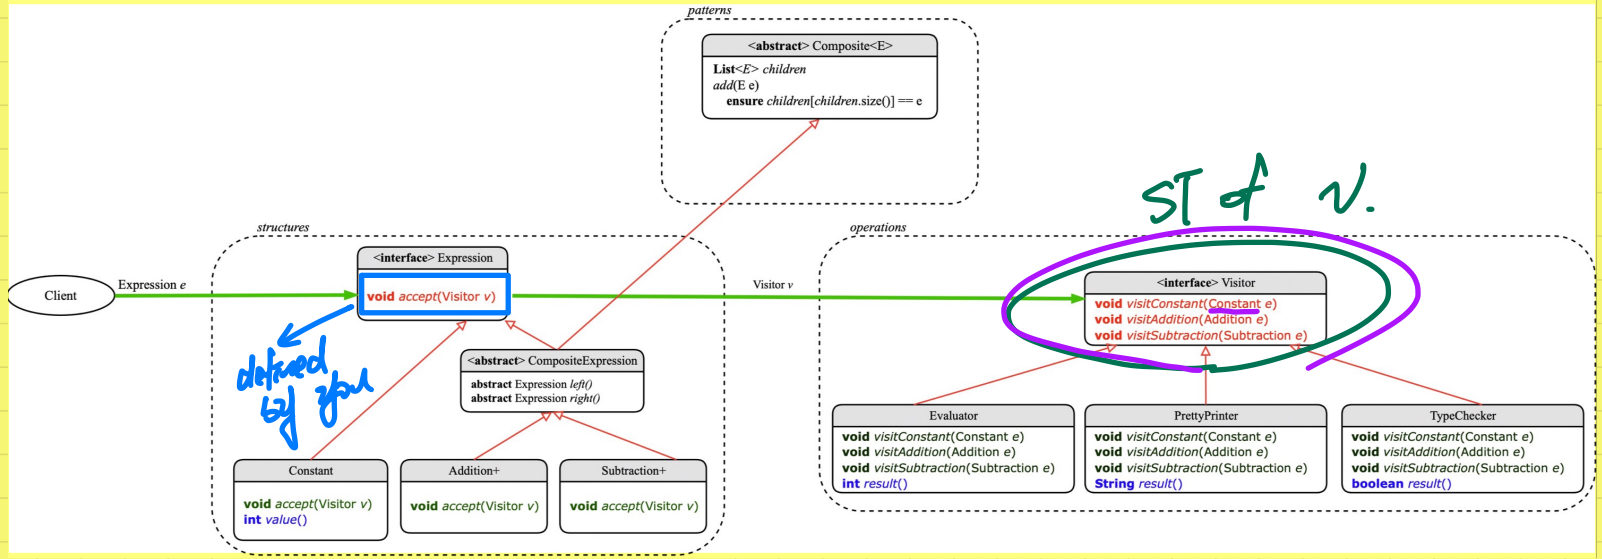 patterns
<abstract> Composite<E>
List<E> children
add(E e)
ensure children[children.size()] == e
ST of v.
structures
operations
<interface> Expression
void accept(Visitor v)
Client
Expression e
Visitor v
<interface> Visitor
void visitConstant(Constant e)
void visitAddition(Addition e)
void visitSubtraction(Subtraction e)
defined
by you
<abstract> CompositeExpression
abstract Expression left()
abstract Expression right()
Constant
void accept(Visitor v)
int value()
Addition+
void accept(Visitor v)
Subtraction+
void accept(Visitor v)
Evaluator
void visitConstant(Constant e)
void visitAddition(Addition e)
void visitSubtraction(Subtraction e)
int result()
PrettyPrinter
void visitConstant(Constant e)
void visitAddition(Addition e)
void visitSubtraction(Subtraction e)
String result()
TypeChecker
void visitConstant(Constant e)
void visitAddition(Addition e)
void visitSubtraction(Subtraction e)
boolean result()